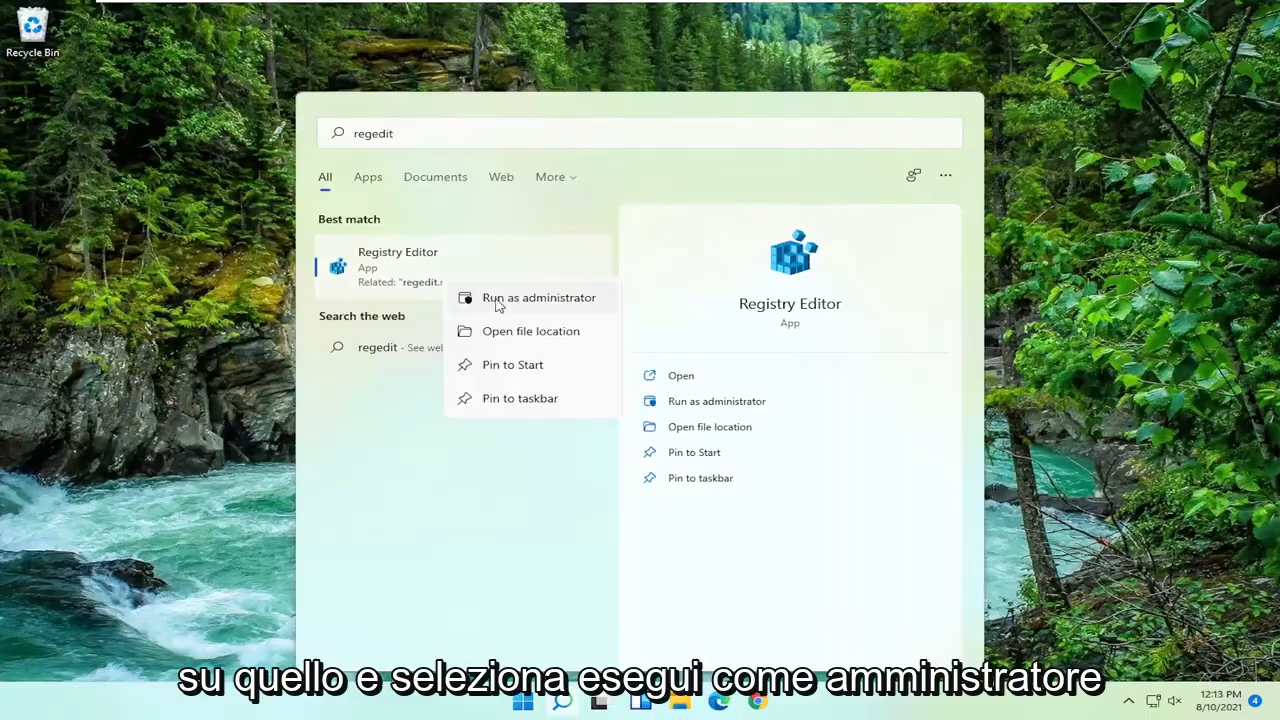 Recycle Bin
regedit
All Apps Documents Web More
Best match
Registry Editor
App
Related: "regedit.
Search the web
regedit - See we
Run as administrator
Open file location
Pin to Start
Pin to taskbar
Registry Editor
App
Open
Run as administrator
Open file location
Pin to Start
Pin to taskbar
su quello e seleziona esegui come amministratore
12:13 PM
8/10/2021
4